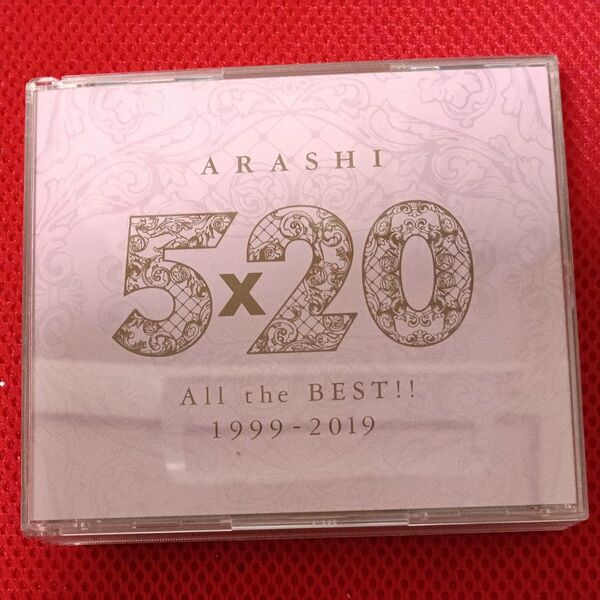 ARASHI
5x20
All the BEST!!
1999-2019